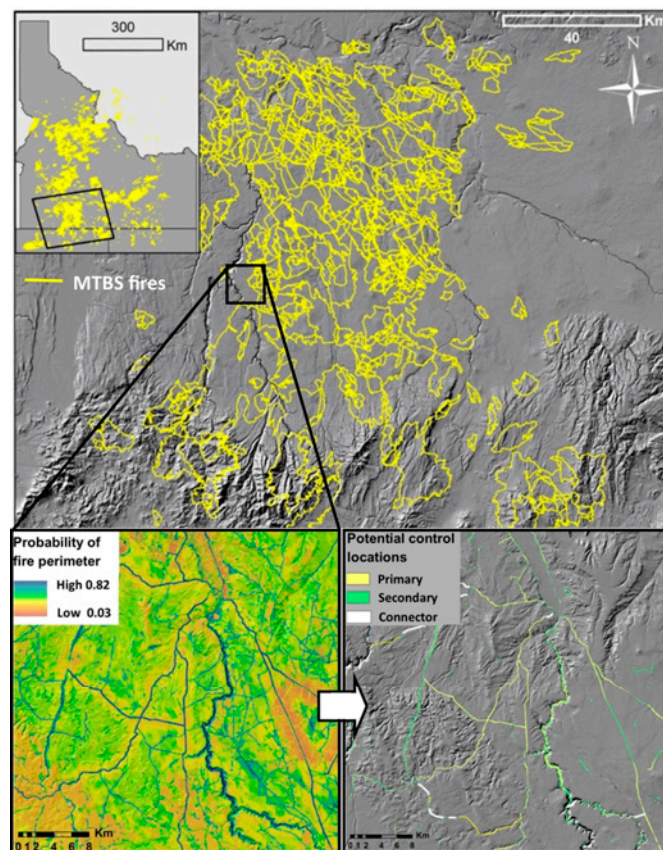 300
Km
Km
40
N
MTBS fires
Probability of
fire perimeter
High 0.82
Low 0.03
Km
0 1 2 4 6 8
Potential control
locations
Primary
Secondary
Connector
Km
0 1 2 4 6 8